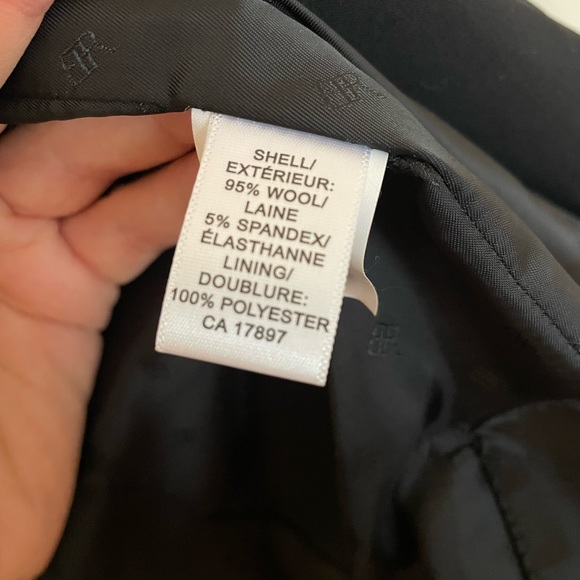 SHELL/
EXTÉRIEUR:
95% WOOL/
LAINE
5% SPANDEX/
ÉLASTHANNE
LINING/
DOUBLURE:
100% POLYESTER
CA 17897